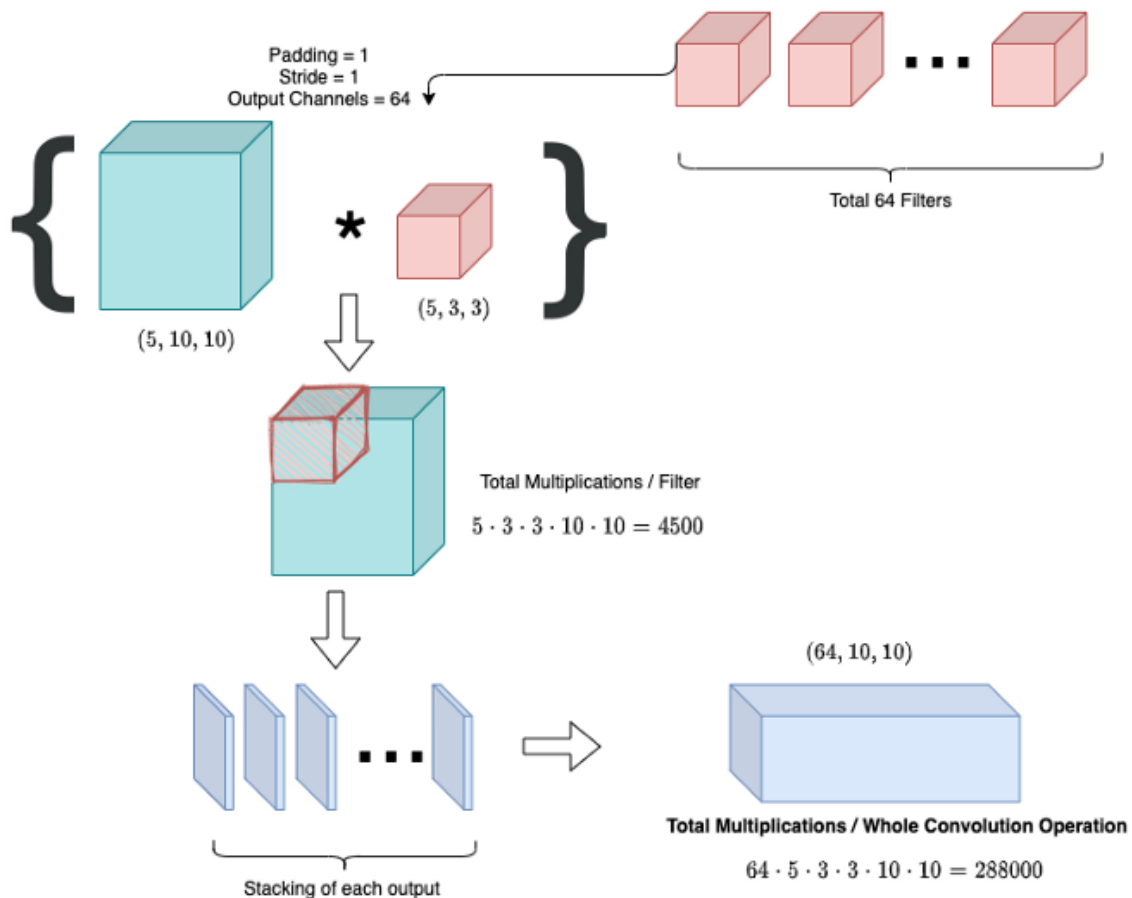 Padding = 1
Stride = 1
Output Channels = 64
Total 64 Filters
{
*
}
(5, 10, 10)
(5, 3, 3)
Total Multiplications / Filter
5 · 3 · 3 · 10 · 10 = 4500
(64, 10, 10)
Total Multiplications / Whole Convolution Operation
64 · 5 · 3 · 3 · 10 · 10 = 288000
Stacking of each output